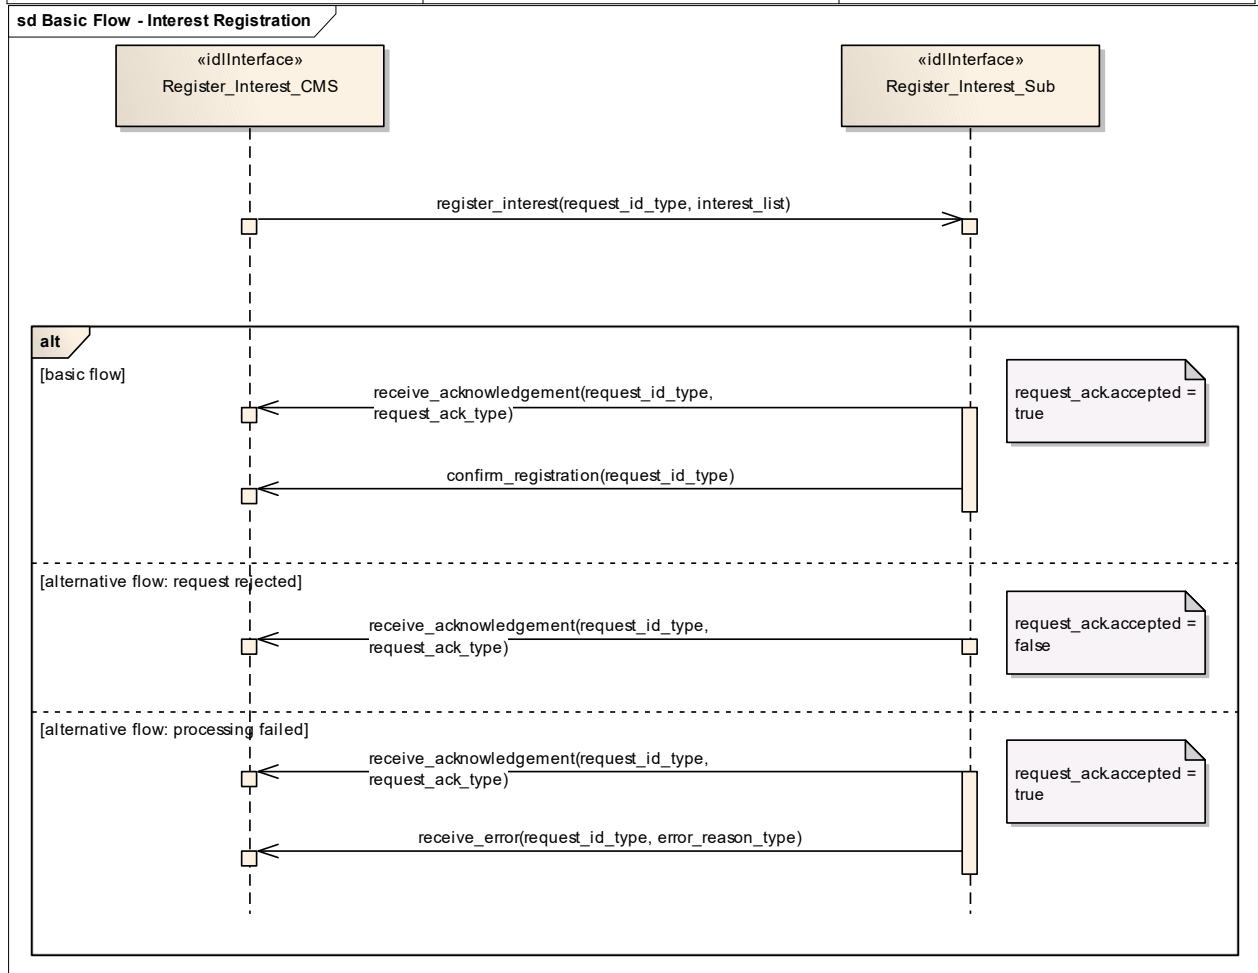 sd Basic Flow - Interest Registration
«idlInterface»
Register_Interest_CMS
«idlInterface»
Register_Interest_Sub
register_interest(request_id_type, interest_list)
alt
[basic flow]
receive_acknowledgement(request_id_type,
request_ack_type)
request_ack.accepted =
true
confirm_registration(request_id_type)
[alternative flow: request rejected]
receive_acknowledgement(request_id_type,
request_ack_type)
request_ack.accepted =
false
[alternative flow: processing failed]
receive_acknowledgement(request_id_type,
request_ack_type)
request_ack.accepted =
true
receive_error(request_id_type, error_reason_type)